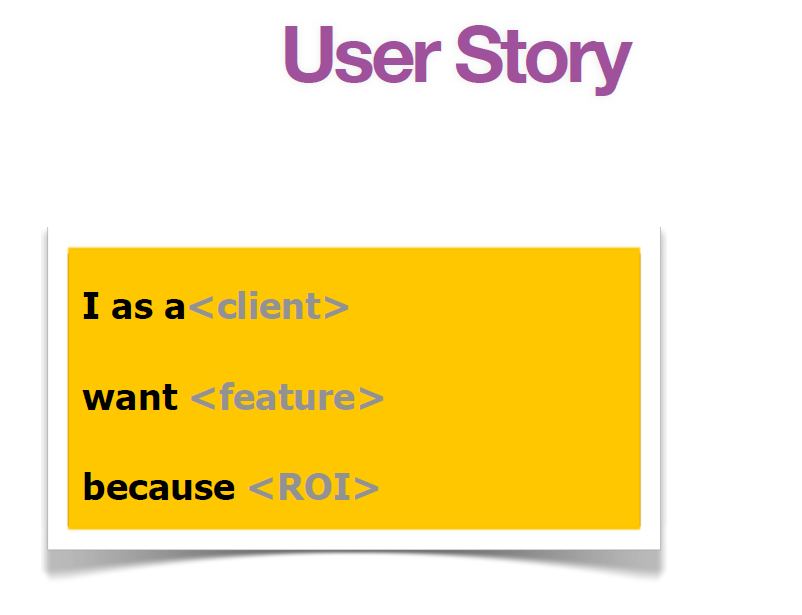 User Story
I as a<client>
want <feature>
because <ROI>